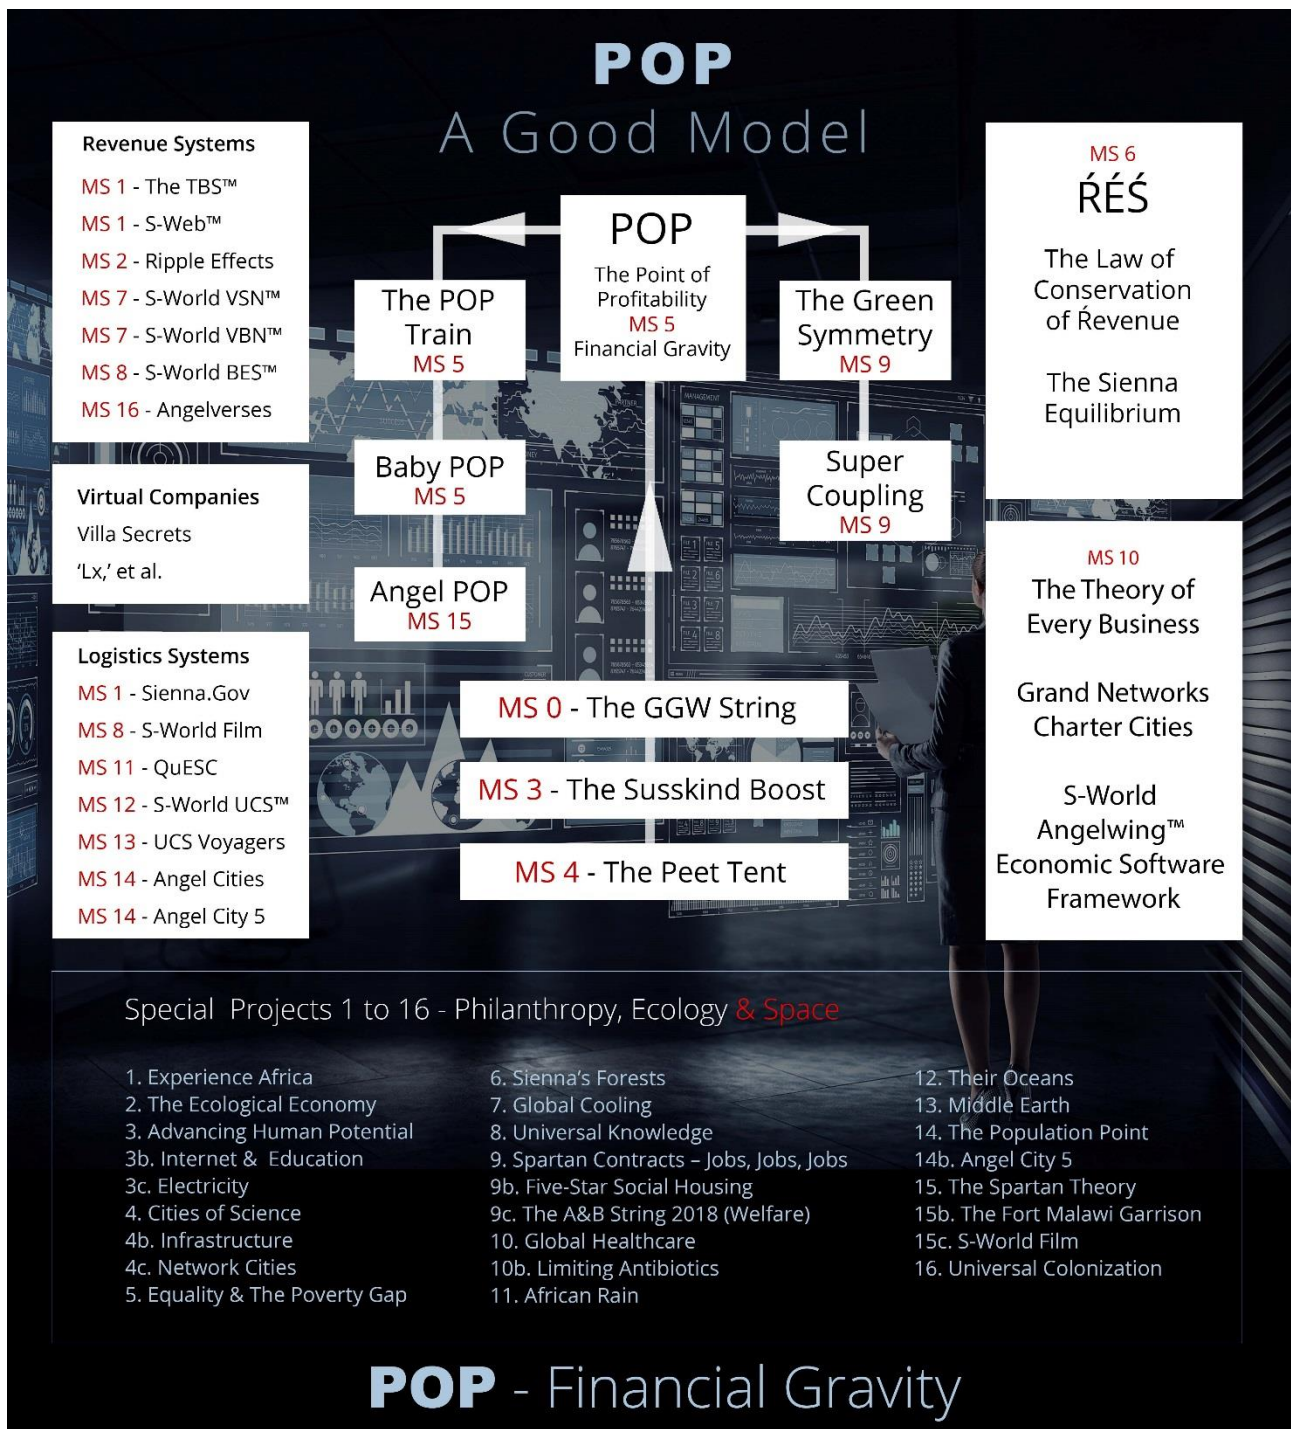 POP
A Good Model
Revenue Systems
MS 1 - The TBS™
MS 1 - S-Web™
MS 2 - Ripple Effects
MS 7 - S-World VSN™
MS 7 - S-World VBN™
MS 8 - S-World BES™
MS 16 - Angelverses
Virtual Companies
Villa Secrets
‘Lx,’ et al.
Logistics Systems
MS 1 - Sienna.Gov
MS 8 - S-World Film
MS 11 - QuESC
MS 12 - S-World UCS™
MS 13 - UCS Voyagers
MS 14 - Angel Cities
MS 14 - Angel City 5
POP
The Point of
Profitability
MS 5
Financial Gravity
The POP
Train
MS 5
Baby POP
MS 5
Angel POP
MS 15
The Green
Symmetry
MS 9
Super
Coupling
MS 9
MS 0 - The GGW String
MS 3 - The Susskind Boost
MS 4 - The Peet Tent
MS 6
ŔÉŚ
The Law of
Conservation
of Ŕevenue
The Sienna
Equilibrium
MS 10
The Theory of
Every Business
Grand Networks
Charter Cities
S-World
Angelwing™
Economic Software
Framework
Special Projects 1 to 16 - Philanthropy, Ecology & Space
1. Experience Africa
2. The Ecological Economy
3. Advancing Human Potential
3b. Internet & Education
3c. Electricity
4. Cities of Science
4b. Infrastructure
4c. Network Cities
5. Equality & The Poverty Gap
6. Sienna’s Forests
7. Global Cooling
8. Universal Knowledge
9. Spartan Contracts – Jobs, Jobs, Jobs
9b. Five-Star Social Housing
9c. The A&B String 2018 (Welfare)
10. Global Healthcare
10b. Limiting Antibiotics
11. African Rain
12. Their Oceans
13. Middle Earth
14. The Population Point
14b. Angel City 5
15. The Spartan Theory
15b. The Fort Malawi Garrison
15c. S-World Film
16. Universal Colonization
POP - Financial Gravity